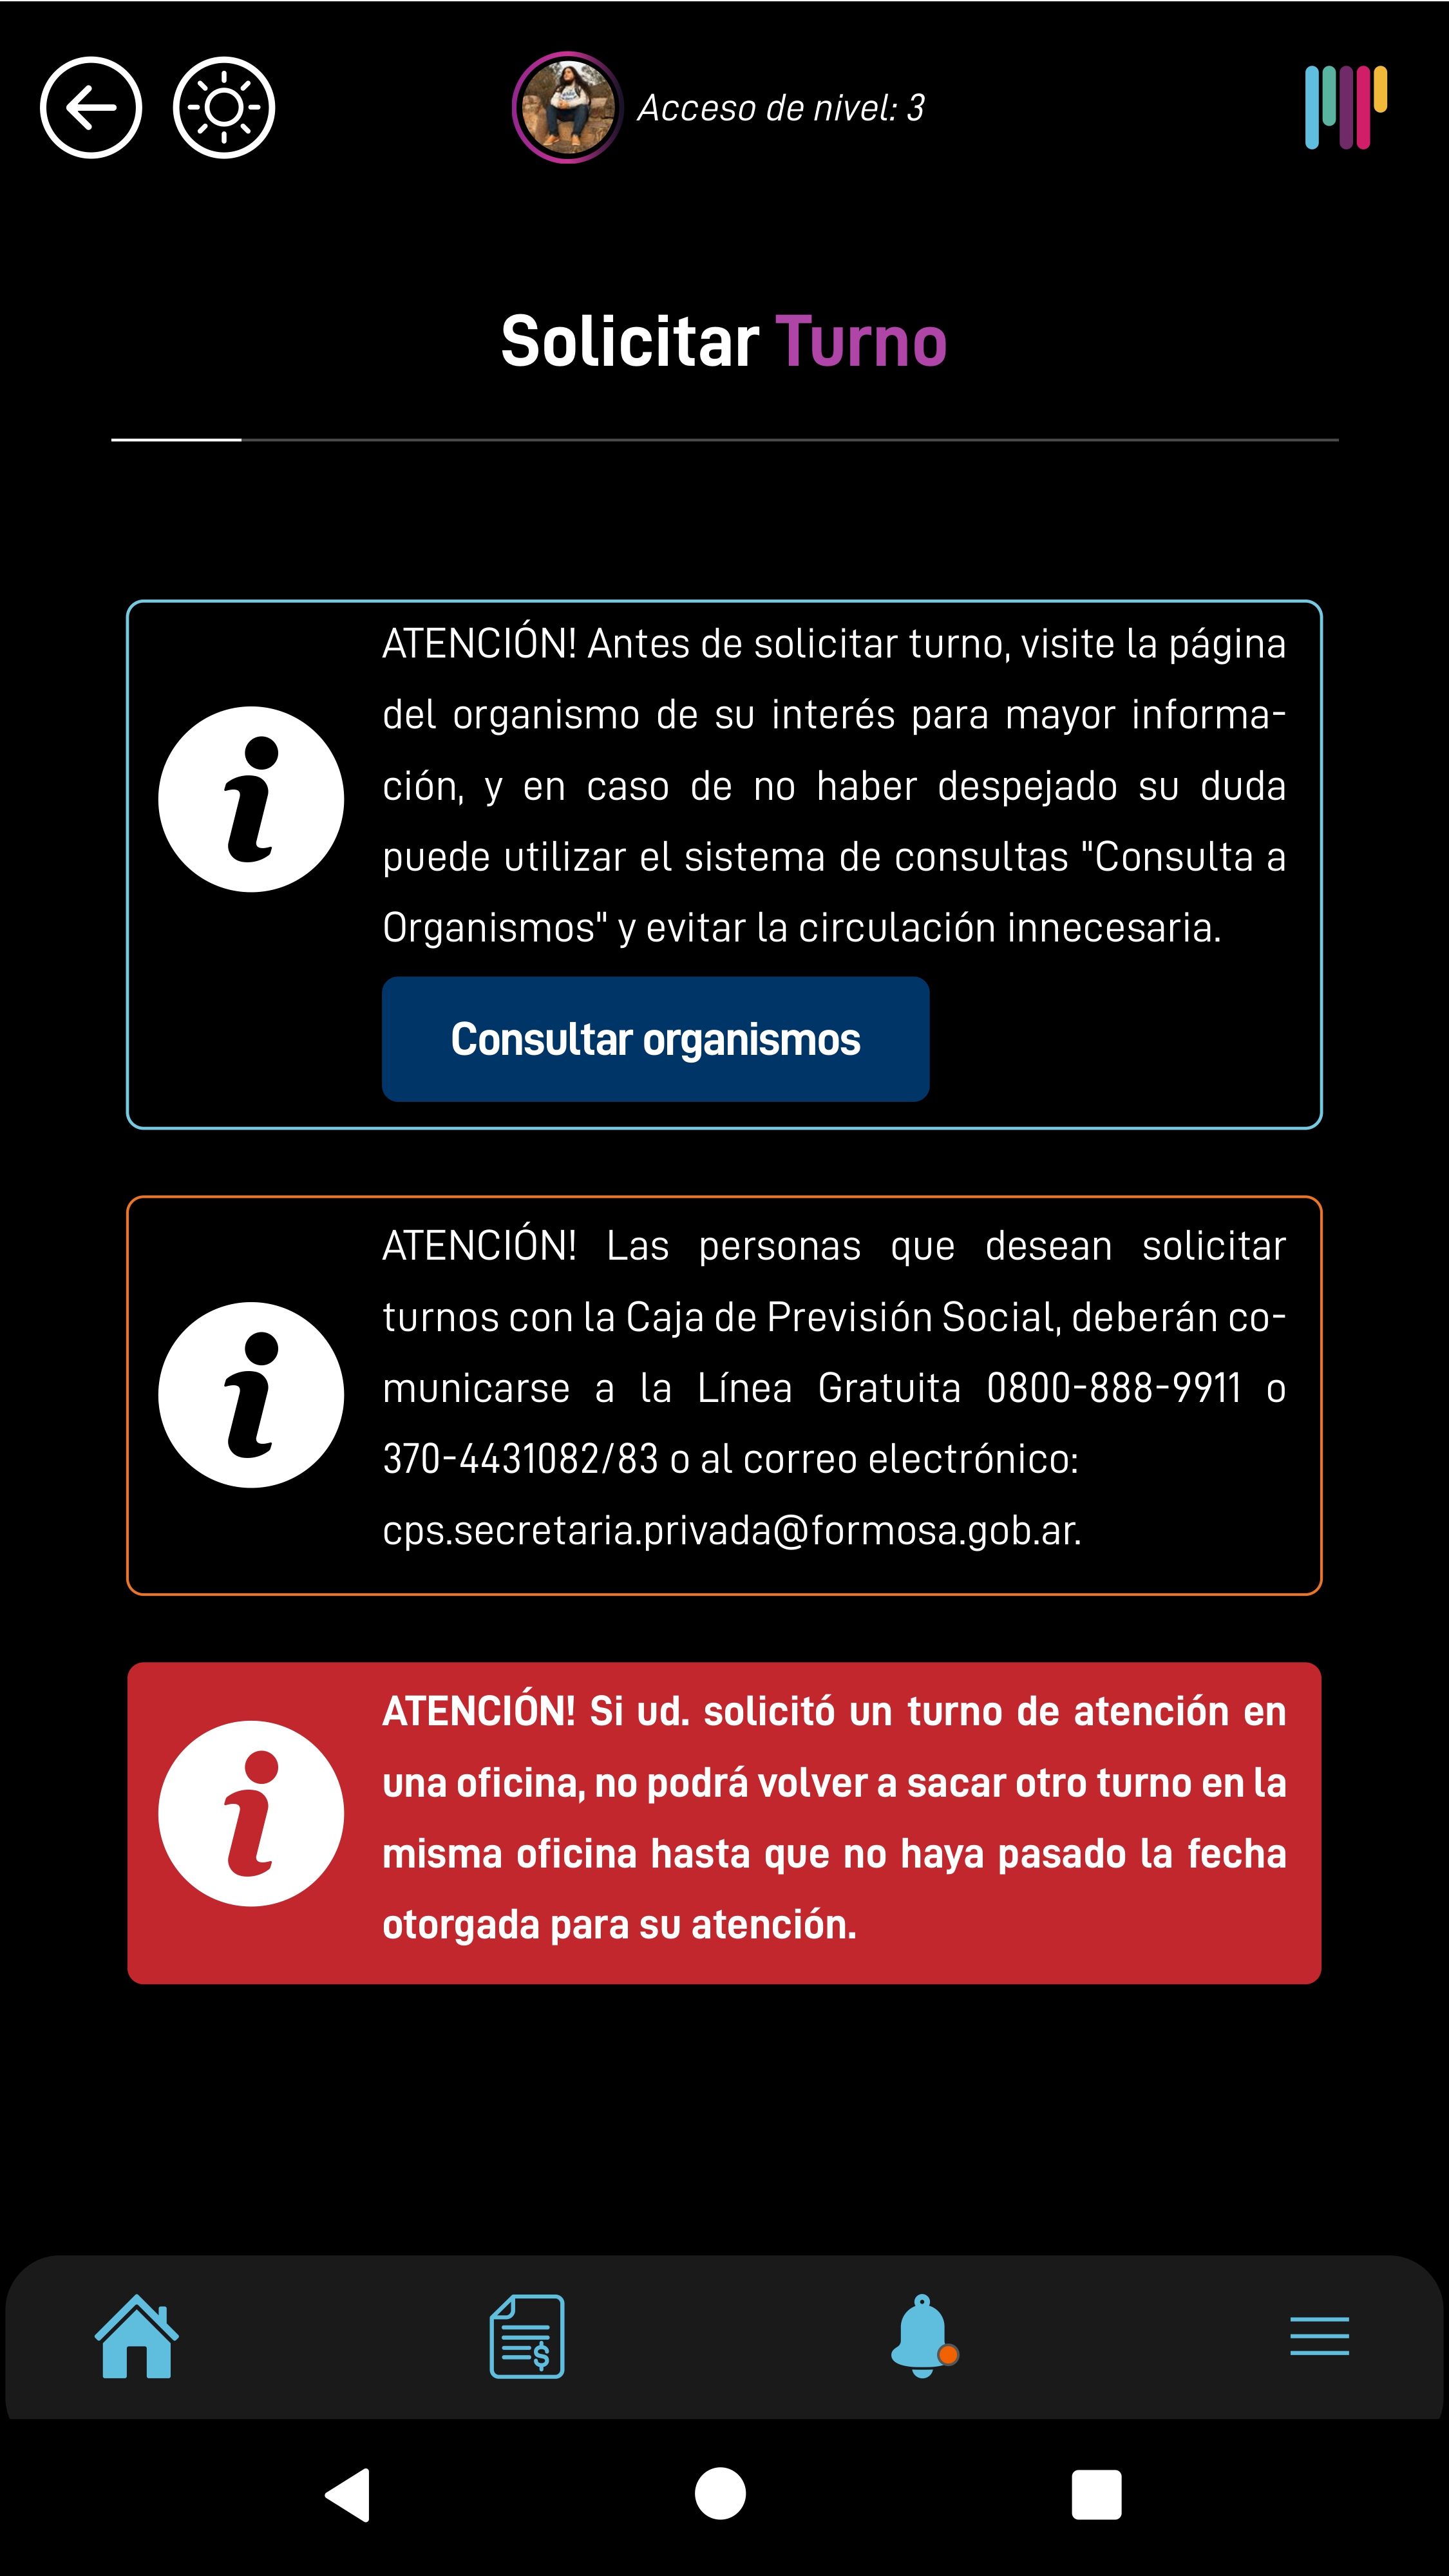 Acceso de nivel: 3
Solicitar Turno
ATENCIÓN! Antes de solicitar turno, visite la página
del organismo de su interés para mayor informa-
ción, y en caso de no haber despejado su duda
puede utilizar el sistema de consultas "Consulta a
Organismos" y evitar la circulación innecesaria.
Consultar organismos
ATENCIÓN! Las personas que desean solicitar
turnos con la Caja de Previsión Social, deberán co-
municarse a la Línea Gratuita 0800-888-9911 o
370-4431082/83 o al correo electrónico:
cps.secretaria.privada@formosa.gob.ar.
ATENCIÓN! Si ud. solicitó un turno de atención en
una oficina, no podrá volver a sacar otro turno en la
misma oficina hasta que no haya pasado la fecha
otorgada para su atención.